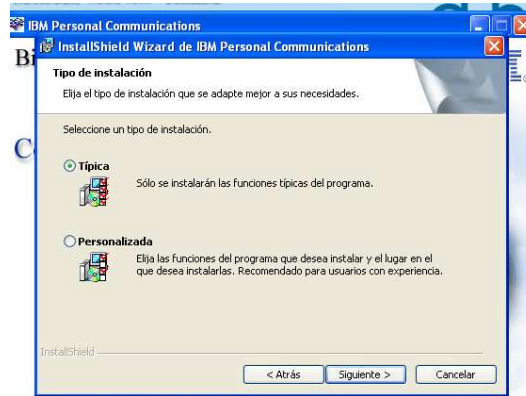 IBM Personal Communications
InstallShield Wizard de IBM Personal Communications
Tipo de instalación
Elija el tipo de instalación que se adapte mejor a sus necesidades.
Seleccione un tipo de instalación.
Típica
Sólo se instalarán las funciones típicas del programa.
Personalizada
Elija las funciones del programa que desea instalar y el lugar en el
que desea instalarlas. Recomendado para usuarios con experiencia.
InstallShield
< Atrás
Siguiente >
Cancelar